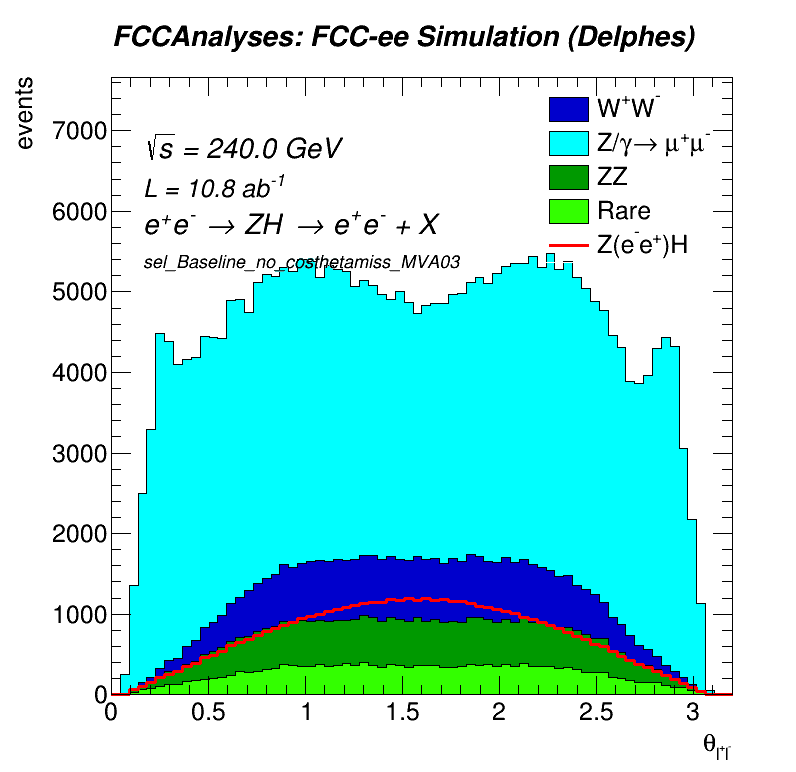 FCCAnalyses: FCC-ee Simulation (Delphes)
events
7000
6000
5000
4000
3000
2000
1000
0
√s = 240.0 GeV
L = 10.8 ab⁻¹
e⁺e⁻ → ZH → e⁺e⁻ + X
sel_Baseline_no_costhetamiss_MVA03
W⁺W⁻
Z/γ→ μ⁺μ⁻
ZZ
Rare
Z(e⁻e⁺)H
0 0.5 1 1.5 2 2.5 3
θ_{l⁺l⁻}